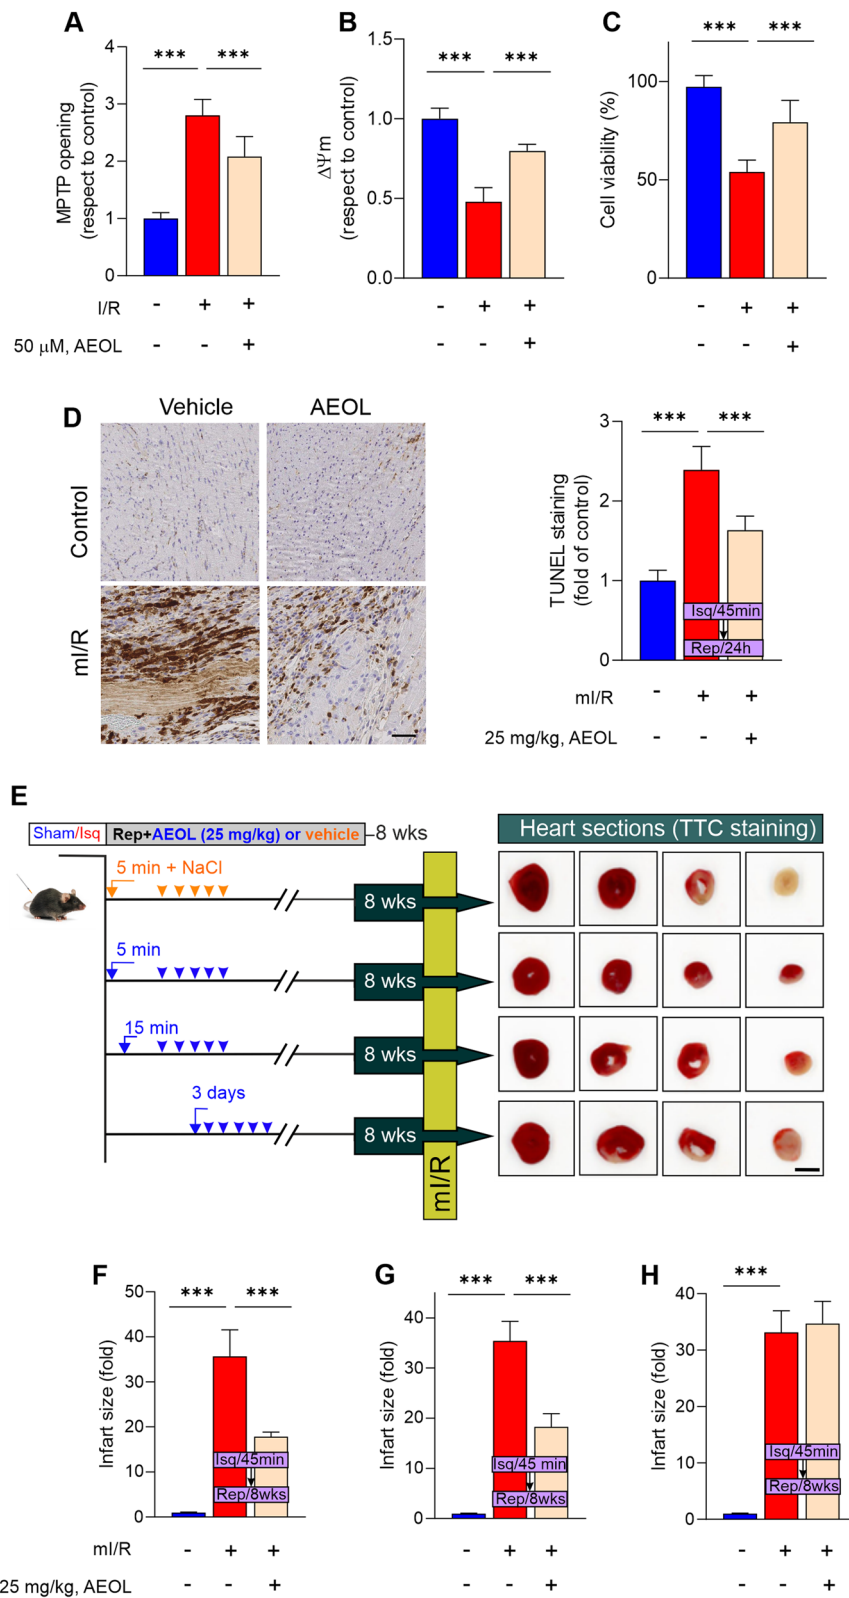 A
B
C
MPTP opening
(respect to control)
4
3
2
1
0
***
***
ΔΨm
(respect to control)
1.5
1.0
0.5
0.0
***
***
Cell viability (%)
100
50
0
***
***
I/R
-
+
+
-
+
+
-
+
+
50 μM, AEOL
-
-
+
-
-
+
-
-
+
D
Vehicle
AEOL
Control
mI/R
TUNEL staining
(fold of control)
3
2
1
0
***
***
Isq/45min
Rep/24h
mI/R
-
+
+
25 mg/kg, AEOL
-
-
+
E
Sham/Isq
Rep+AEOL (25 mg/kg) or vehicle
8 wks
Heart sections (TTC staining)
5 min + NaCl
8 wks
5 min
8 wks
15 min
8 wks
3 days
8 wks
mI/R
F
G
H
Infart size (fold)
50
40
30
20
10
0
***
***
Isq/45min
Rep/8wks
Infart size (fold)
40
30
20
10
0
***
***
Isq/45 min
Rep/8wks
Infart size (fold)
40
30
20
10
0
***
Isq/45min
Rep/8wks
mI/R
-
+
+
-
+
+
-
+
+
25 mg/kg, AEOL
-
-
+
-
-
+
-
-
+